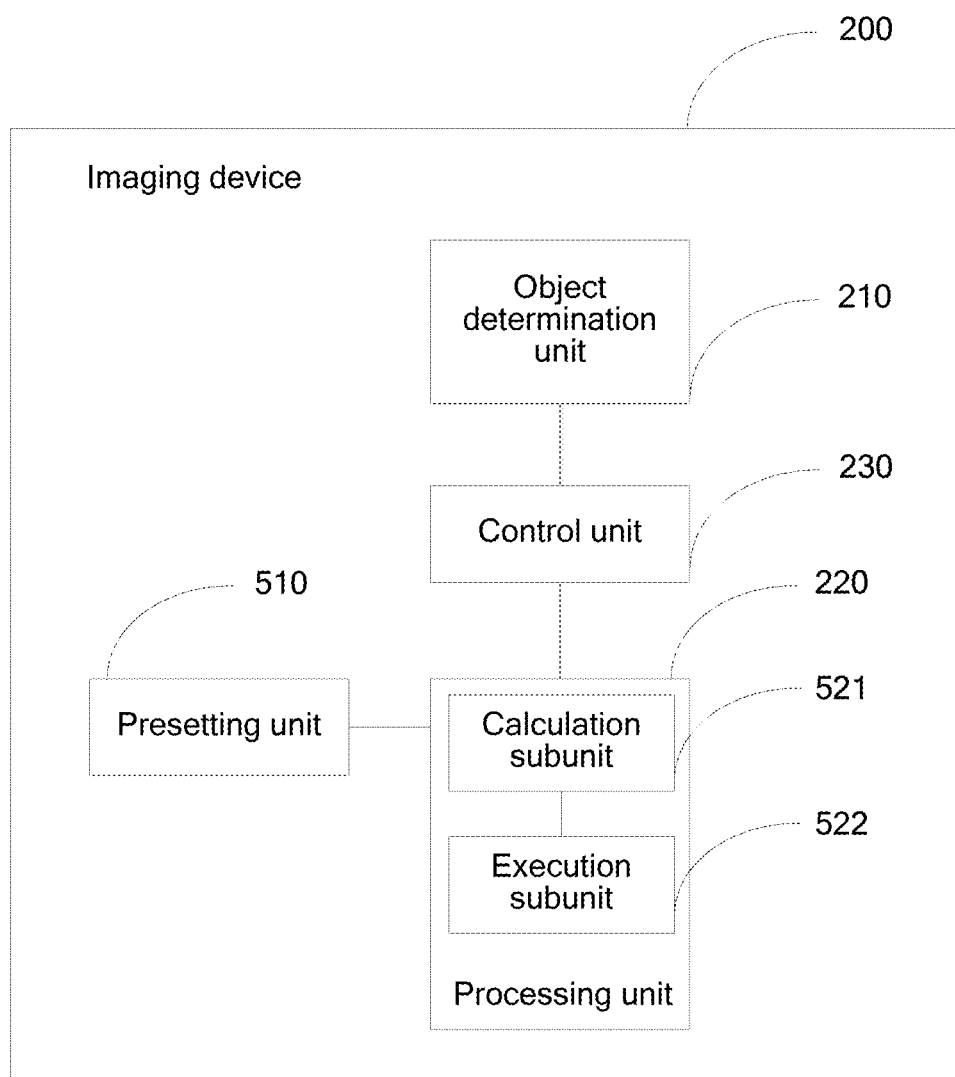 200
Imaging device
Object
determination
unit
210
230
Control unit
510
220
Presetting unit
Calculation
subunit
521
Execution
subunit
522
Processing unit